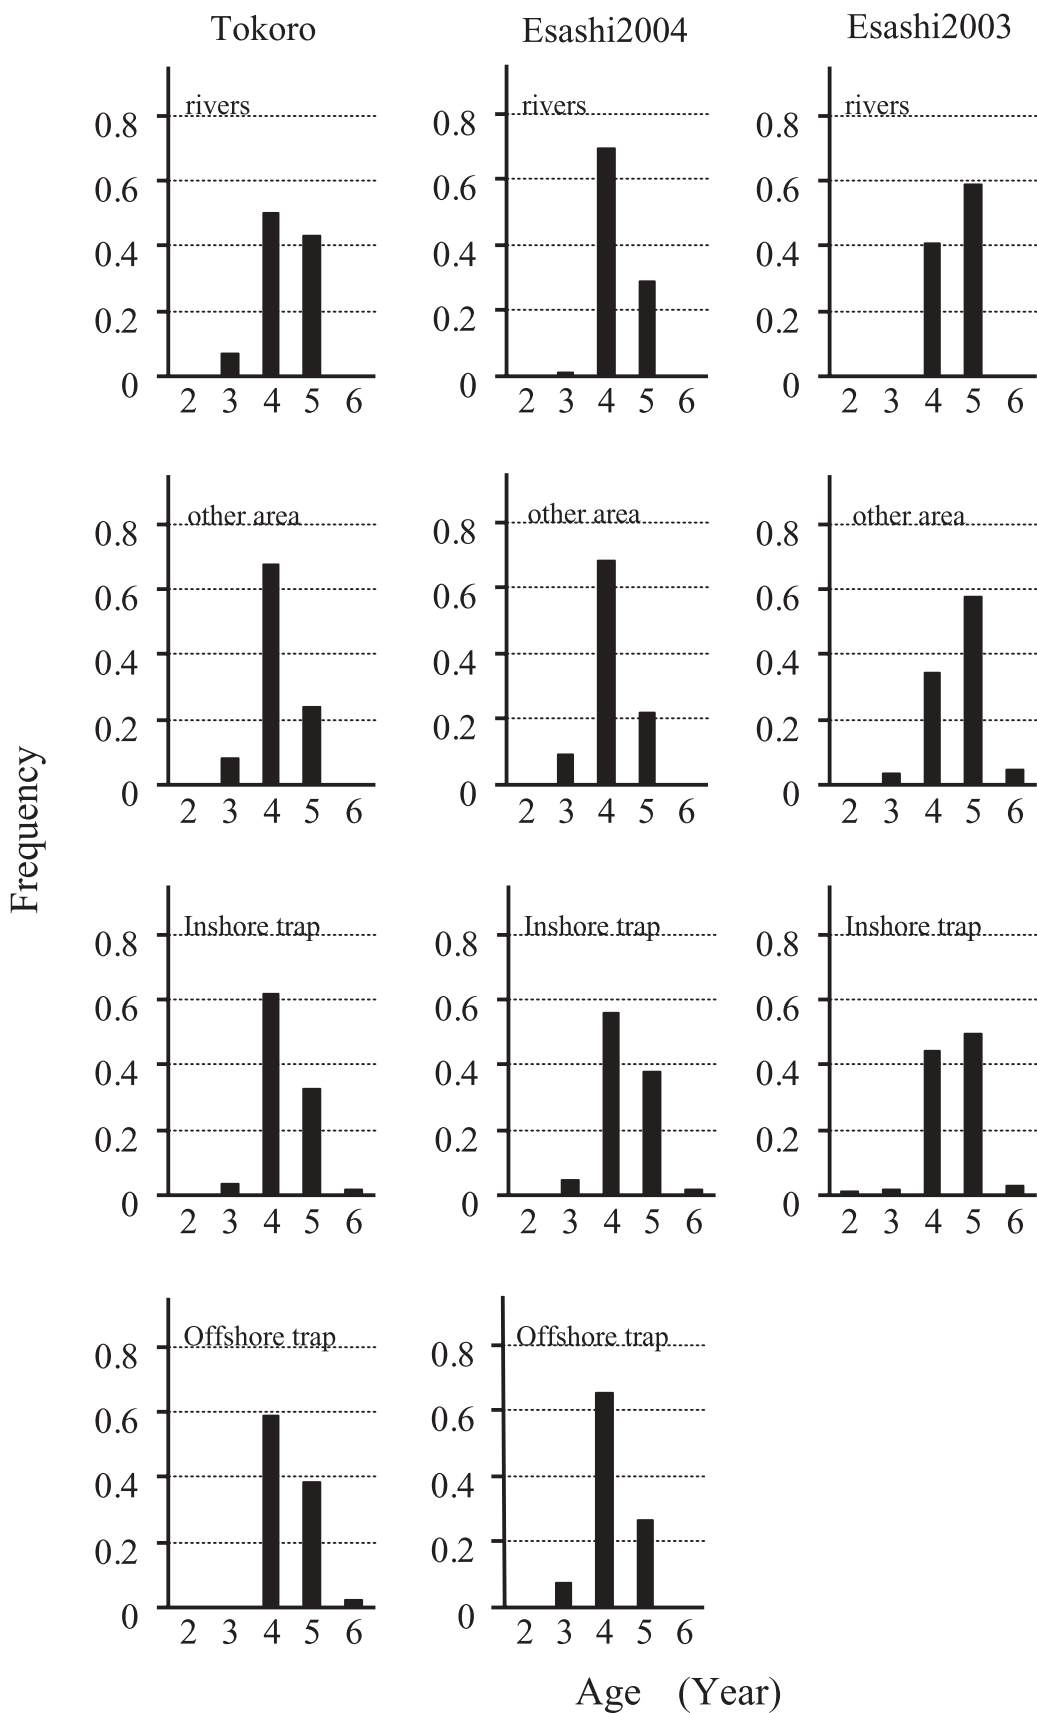 Tokoro Esashi2004 Esashi2003
rivers rivers rivers
0.8 0.8 0.8
0.6 0.6 0.6
0.4 0.4 0.4
0.2 0.2 0.2
0 0 0
2 3 4 5 6 2 3 4 5 6 2 3 4 5 6
other area other area other area
0.8 0.8 0.8
0.6 0.6 0.6
0.4 0.4 0.4
0.2 0.2 0.2
0 0 0
2 3 4 5 6 2 3 4 5 6 2 3 4 5 6
Frequency
Inshore trap Inshore trap Inshore trap
0.8 0.8 0.8
0.6 0.6 0.6
0.4 0.4 0.4
0.2 0.2 0.2
0 0 0
2 3 4 5 6 2 3 4 5 6 2 3 4 5 6
Offshore trap Offshore trap
0.8 0.8
0.6 0.6
0.4 0.4
0.2 0.2
0 0
2 3 4 5 6 2 3 4 5 6
Age (Year)